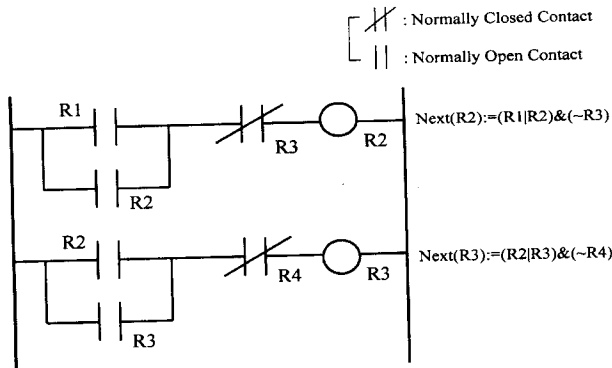 : Normally Closed Contact
: Normally Open Contact
R1
R3
R2
Next(R2):=(R1|R2)&(~R3)
R2
R2
R4
R3
Next(R3):=(R2|R3)&(~R4)
R3